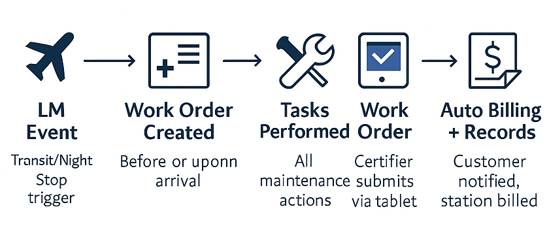 LM
Event
Transit/Night
Stop
trigger
Work Order
Created
Before or uponn
arrival
Tasks
Performed
All
maintenance
actions
Work
Order
Certifier
submits
via tablet
$
Auto Billing
+ Records
Customer
notified,
station billed